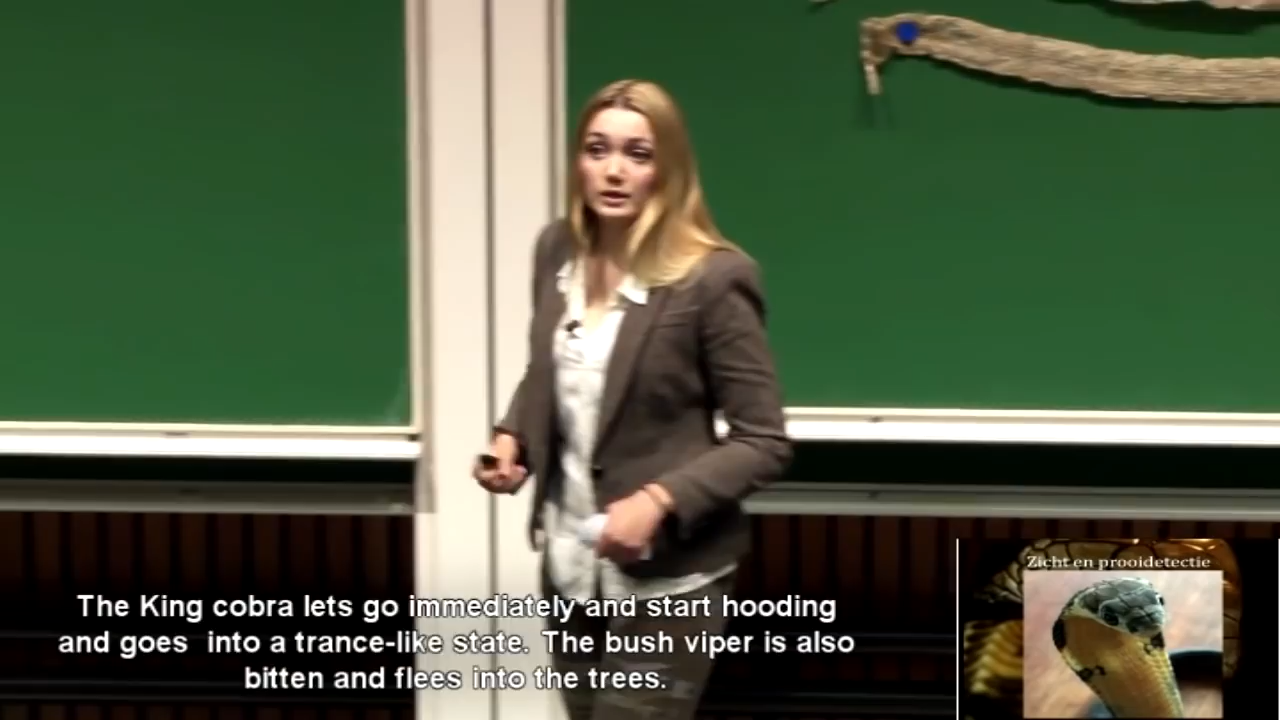 Zicht en prooidetectie
The King cobra lets go immediately and start hooding
and goes  into a trance-like state. The bush viper is also
bitten and flees into the trees.